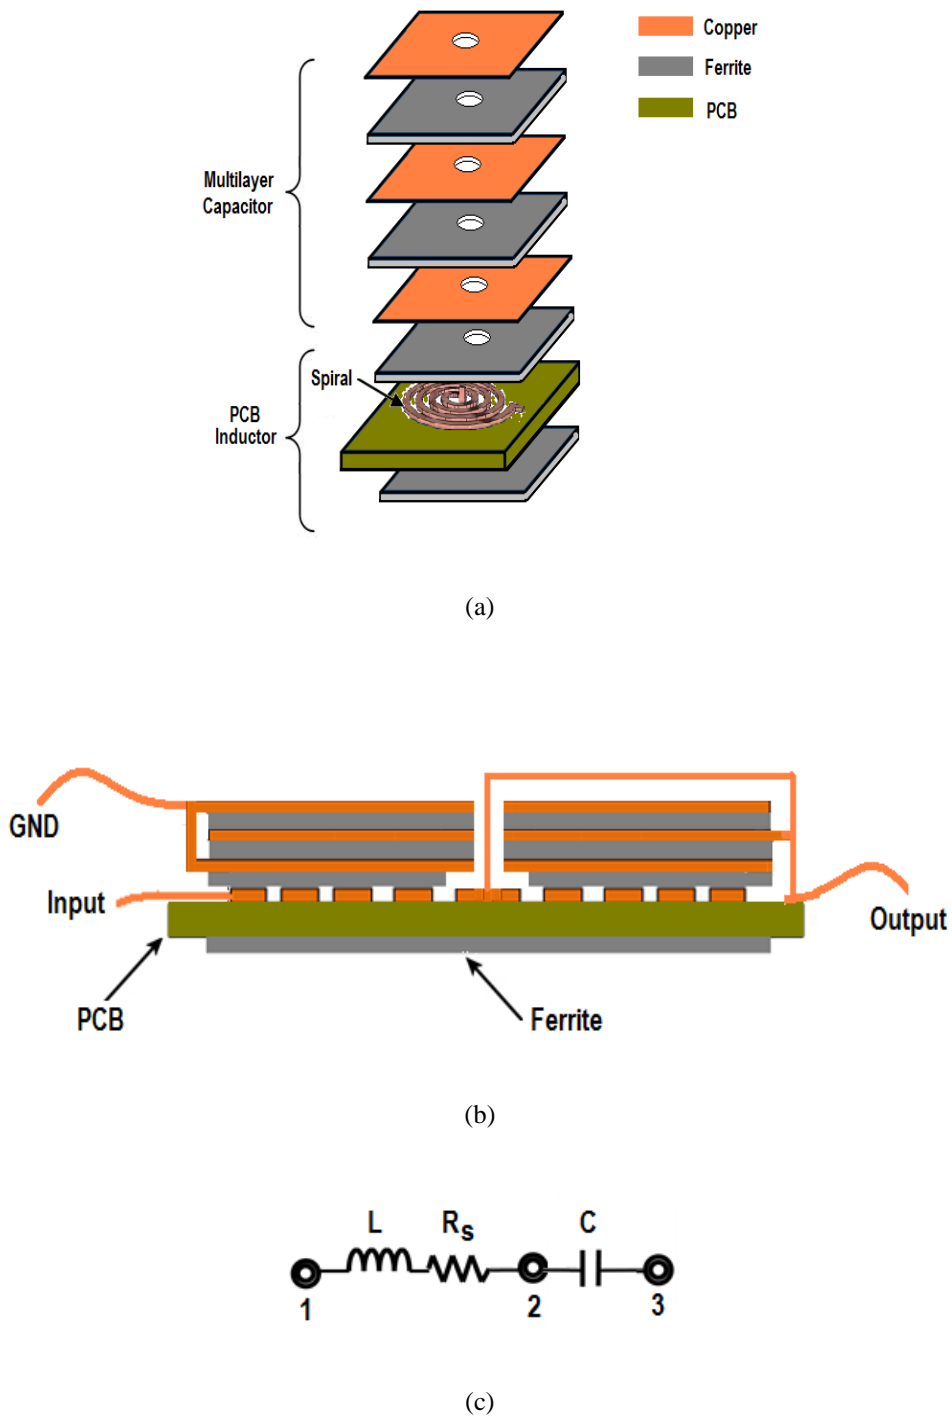 Copper
Ferrite
PCB
Multilayer
Capacitor
Spiral
PCB
Inductor
(a)
GND
Input
Output
PCB
Ferrite
(b)
L
Rs
C
1
2
3
(c)